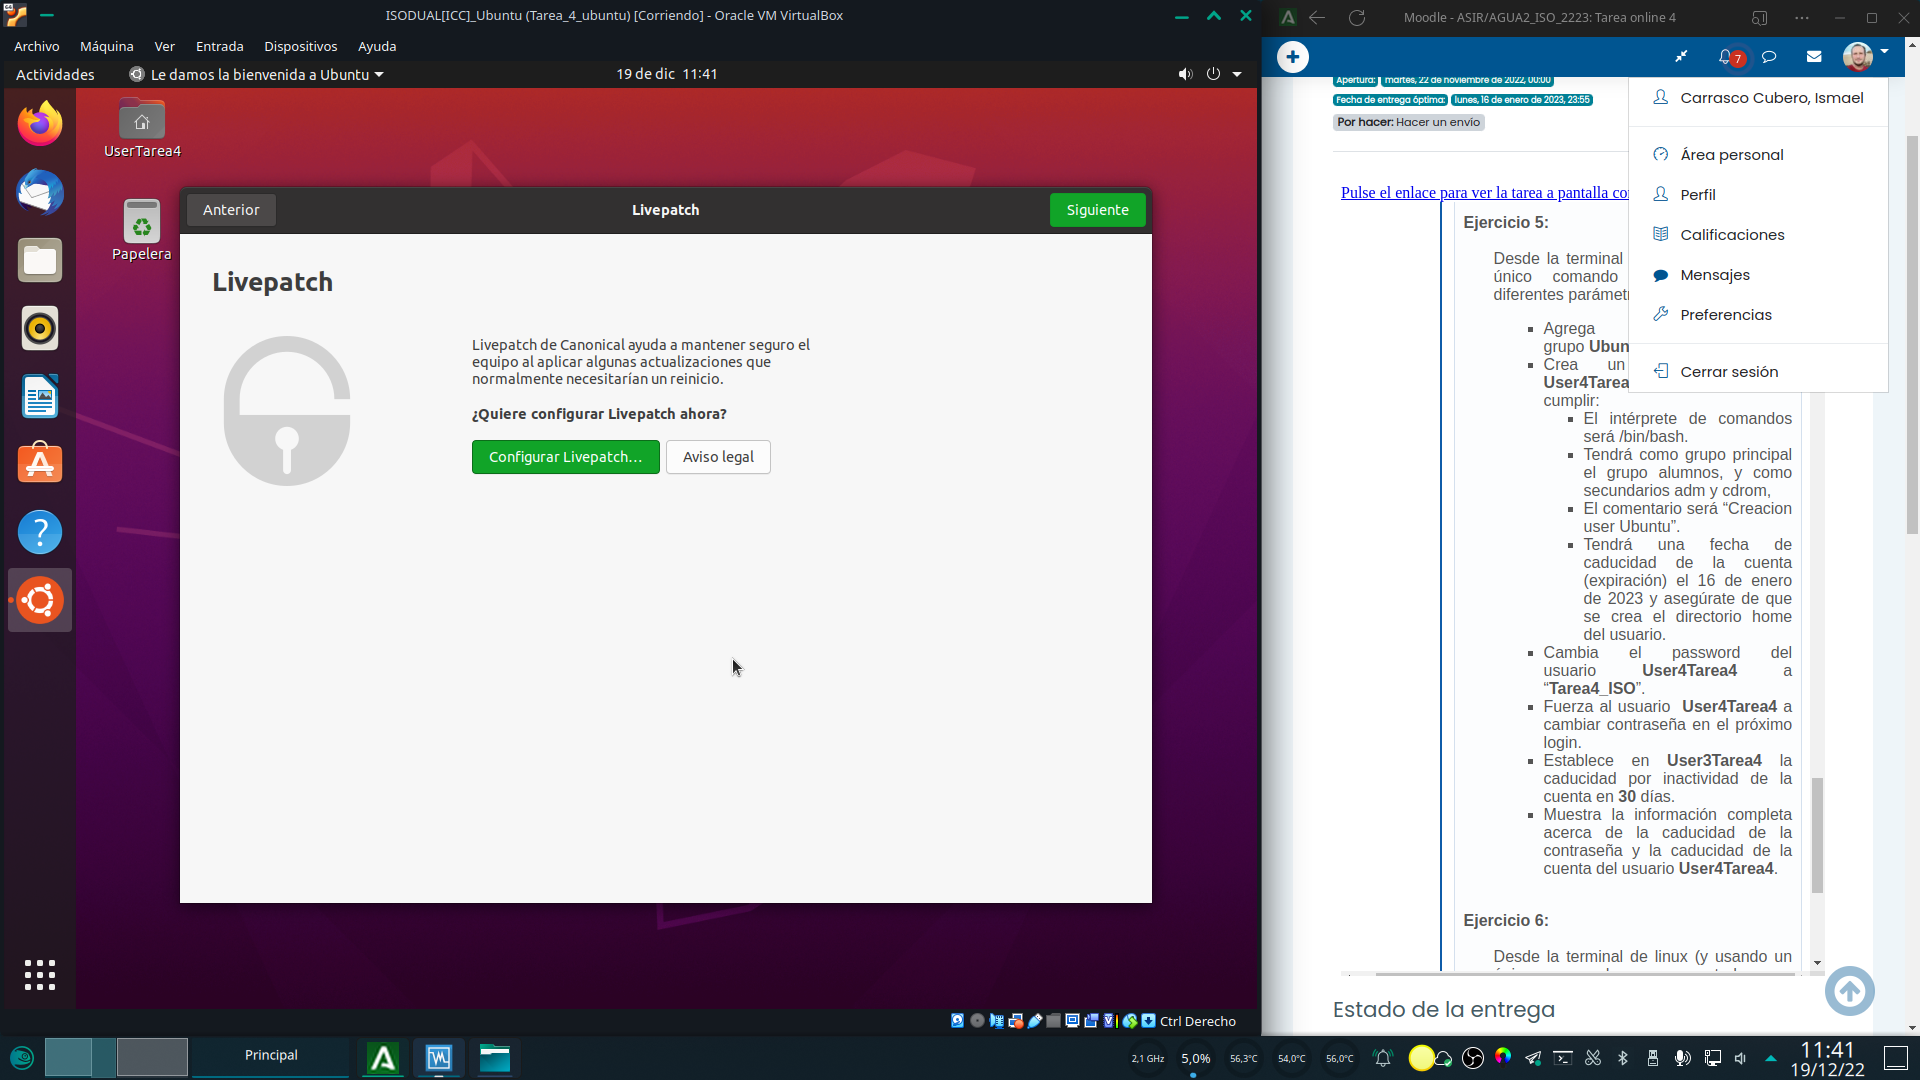 ISODUAL[ICC]_Ubuntu (Tarea_4_ubuntu) [Corriendo] - Oracle VM VirtualBox
Archivo Máquina Ver Entrada Dispositivos Ayuda
Actividades Le damos la bienvenida a Ubuntu 19 de dic 11:41
UserTarea4
Papelera
Anterior Livepatch Siguiente
Livepatch
Livepatch de Canonical ayuda a mantener seguro el
equipo al aplicar algunas actualizaciones que
normalmente necesitarían un reinicio.
¿Quiere configurar Livepatch ahora?
Configurar Livepatch... Aviso legal
Ctrl Derecho
Moodle - ASIR/AGUA2_ISO_2223: Tarea online 4
7
Apertura: martes, 22 de noviembre de 2022, 00:00
Fecha de entrega óptima: lunes, 16 de enero de 2023, 23:55
Por hacer: Hacer un envío
Carrasco Cubero, Ismael
Área personal
Perfil
Calificaciones
Mensajes
Preferencias
Cerrar sesión
Pulse el enlace para ver la tarea a pantalla co
Ejercicio 5:
Desde la terminal
único comando
diferentes parámet
Agrega
grupo Ubun
Crea un
User4Tarea
cumplir:
El intérprete de comandos
será /bin/bash.
Tendrá como grupo principal
el grupo alumnos, y como
secundarios adm y cdrom,
El comentario será “Creacion
user Ubuntu”.
Tendrá una fecha de
caducidad de la cuenta
(expiración) el 16 de enero
de 2023 y asegúrate de que
se crea el directorio home
del usuario.
Cambia el password del
usuario User4Tarea4 a
“Tarea4_ISO”.
Fuerza al usuario User4Tarea4 a
cambiar contraseña en el próximo
login.
Establece en User3Tarea4 la
caducidad por inactividad de la
cuenta en 30 días.
Muestra la información completa
acerca de la caducidad de la
contraseña y la caducidad de la
cuenta del usuario User4Tarea4.
Ejercicio 6:
Desde la terminal de linux (y usando un
Estado de la entrega
Principal
2,1 GHz 5,0% 56,3°C 54,0°C 56,0°C
11:41
19/12/22